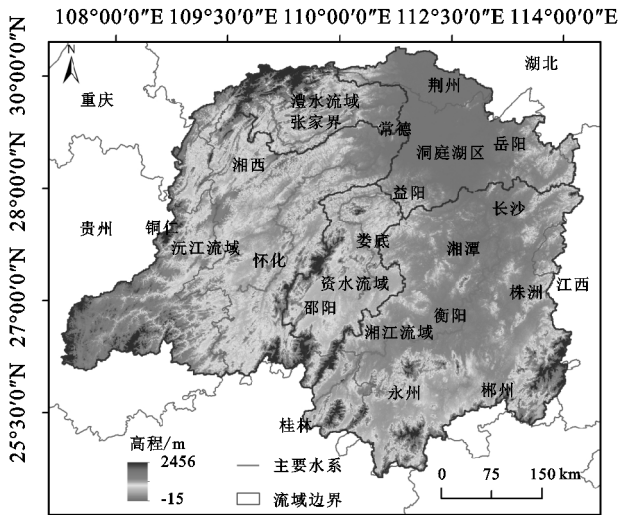 108°00′0″E 109°30′0″E 110°00′0″E 112°30′0″E 114°00′0″E
30°00′0″N
28°00′0″N
27°00′0″N
25°30′0″N
N
湖北
荆州
重庆
澧水流域
张家界
常德
岳阳
洞庭湖区
湘西
益阳
长沙
贵州
铜仁
沅江流域
怀化
娄底
湘潭
资水流域
株洲
江西
邵阳
衡阳
湘江流域
永州
郴州
桂林
高程/m
2456
-15
主要水系
流域边界
0 75 150 km